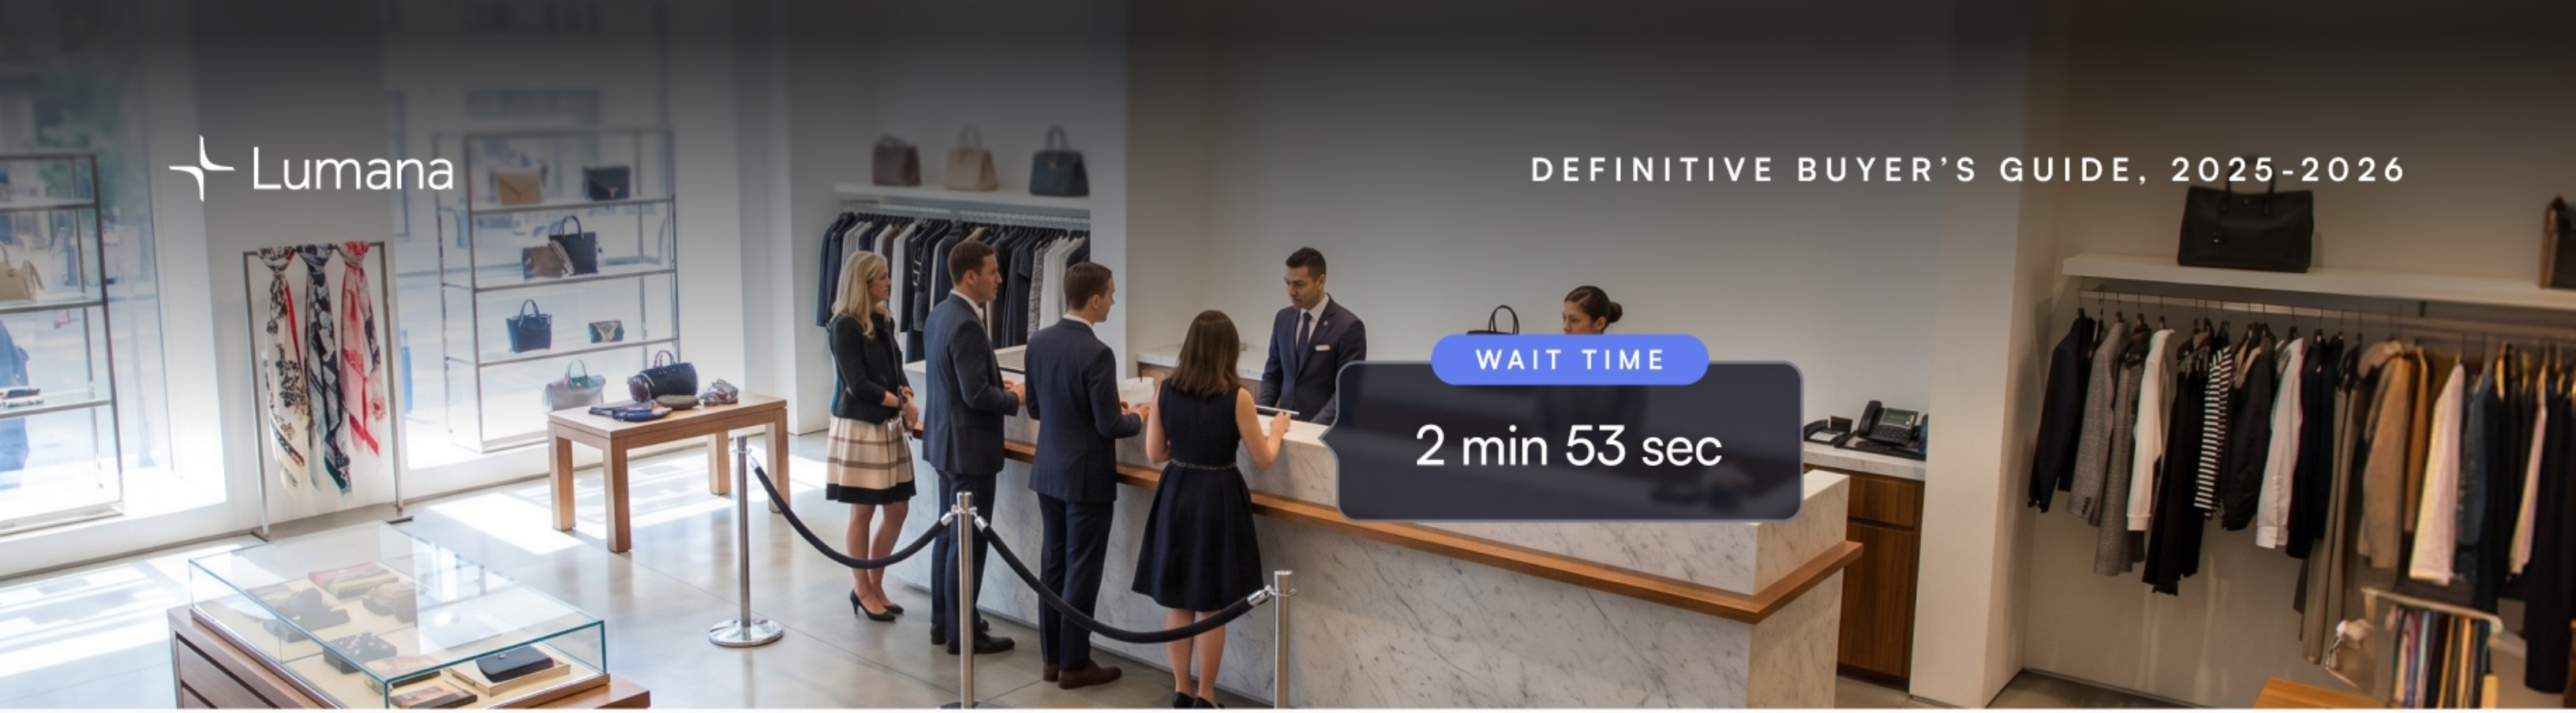 Lumana
DEFINITIVE BUYER’S GUIDE, 2025-2026
WAIT TIME
2 min 53 sec